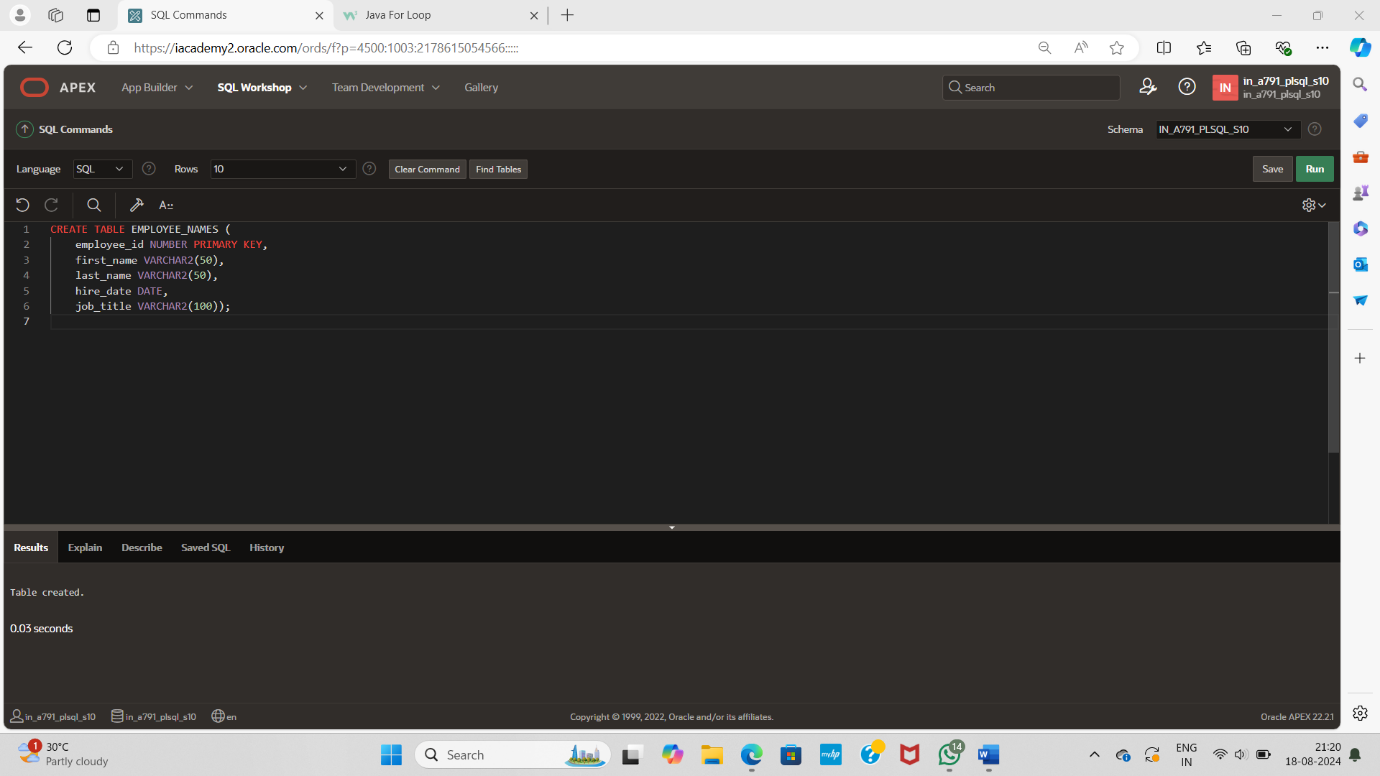 SQL Commands
Java For Loop
https://iacademy2.oracle.com/ords/f?p=4500:1003:2178615054566:::::
APEX App Builder SQL Workshop Team Development Gallery Search IN in_a791_plsql_s10
in_a791_plsql_s10
SQL Commands Schema IN_A791_PLSQL_S10
Language SQL Rows 10 Clear Command Find Tables Save Run
1 CREATE TABLE EMPLOYEE_NAMES (
2 employee_id NUMBER PRIMARY KEY,
3 first_name VARCHAR2(50),
4 last_name VARCHAR2(50),
5 hire_date DATE,
6 job_title VARCHAR2(100));
7
Results Explain Describe Saved SQL History
Table created.
0.03 seconds
in_a791_plsql_s10 in_a791_plsql_s10 en Copyright © 1999, 2022, Oracle and/or its affiliates. Oracle APEX 22.2.1
1 30°C
Partly cloudy
Search
myhp
14
W
ENG
IN
21:20
18-08-2024